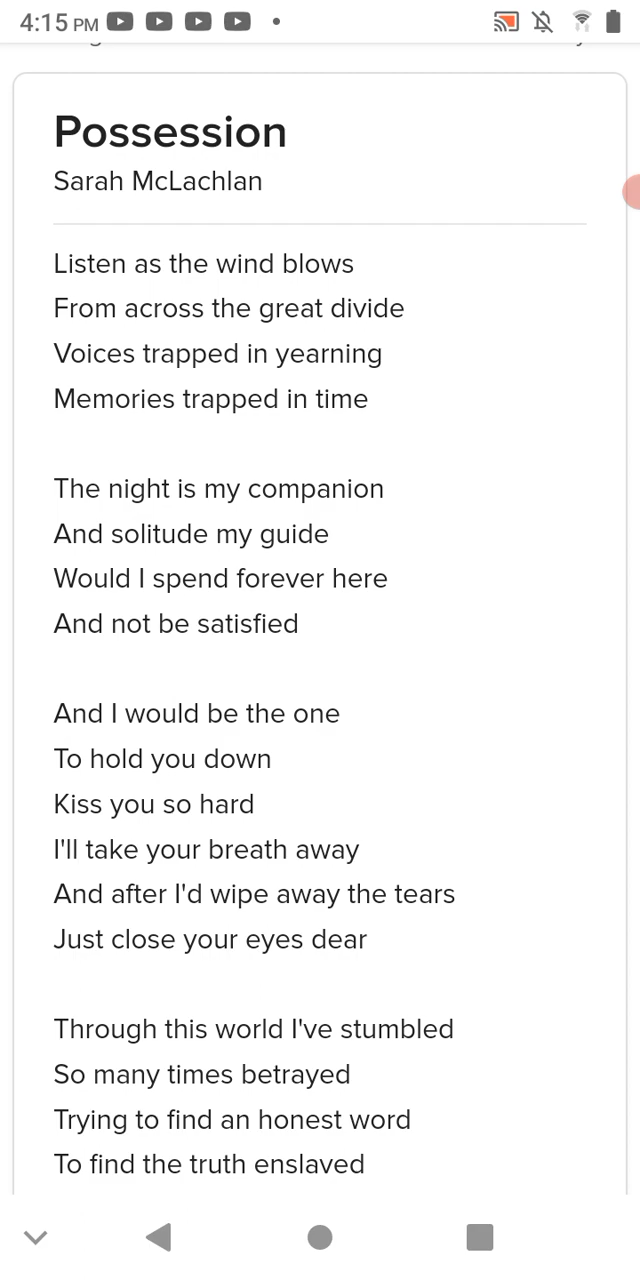 4:15 PM
Possession
Sarah McLachlan
Listen as the wind blows
From across the great divide
Voices trapped in yearning
Memories trapped in time
The night is my companion
And solitude my guide
Would I spend forever here
And not be satisfied
And I would be the one
To hold you down
Kiss you so hard
I'll take your breath away
And after I'd wipe away the tears
Just close your eyes dear
Through this world I've stumbled
So many times betrayed
Trying to find an honest word
To find the truth enslaved